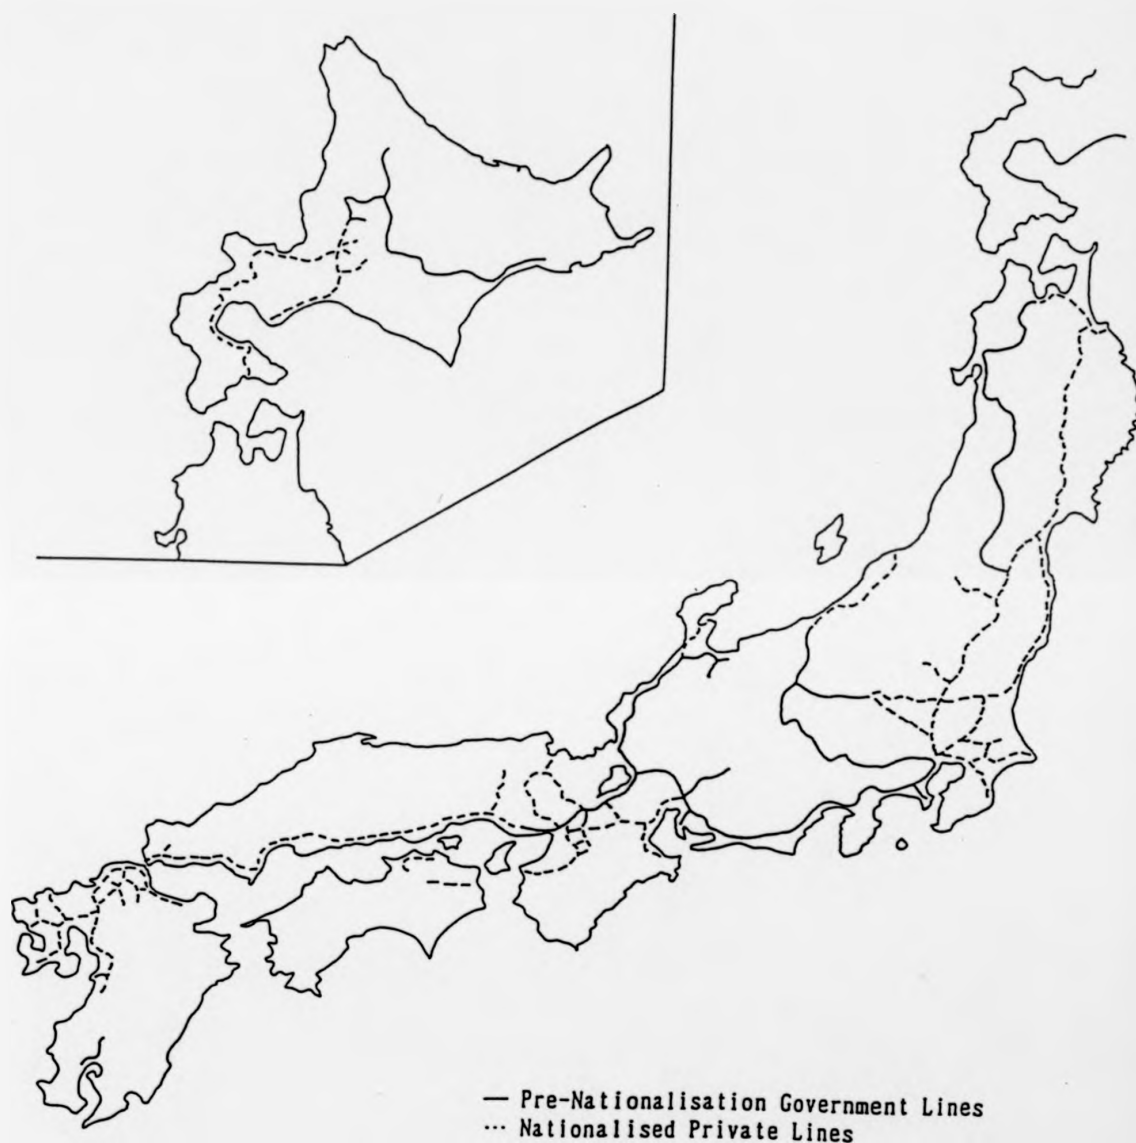 — Pre-Nationalisation Government Lines
--- Nationalised Private Lines